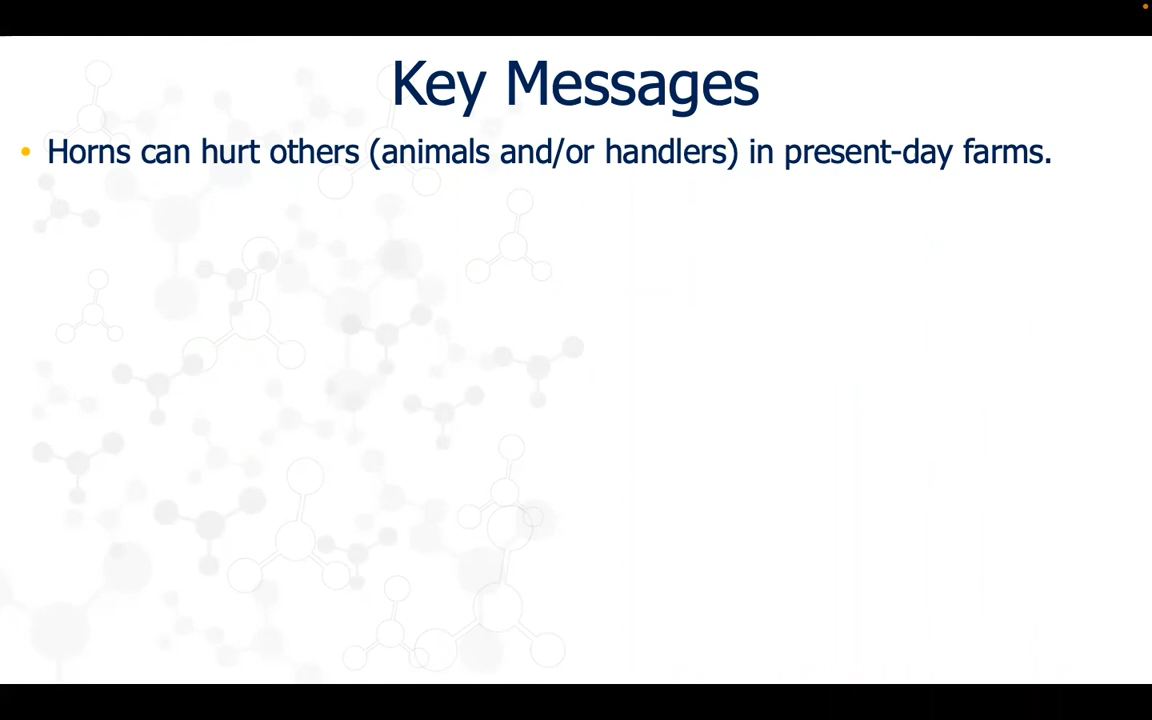 Key Messages
• Horns can hurt others (animals and/or handlers) in present-day farms.